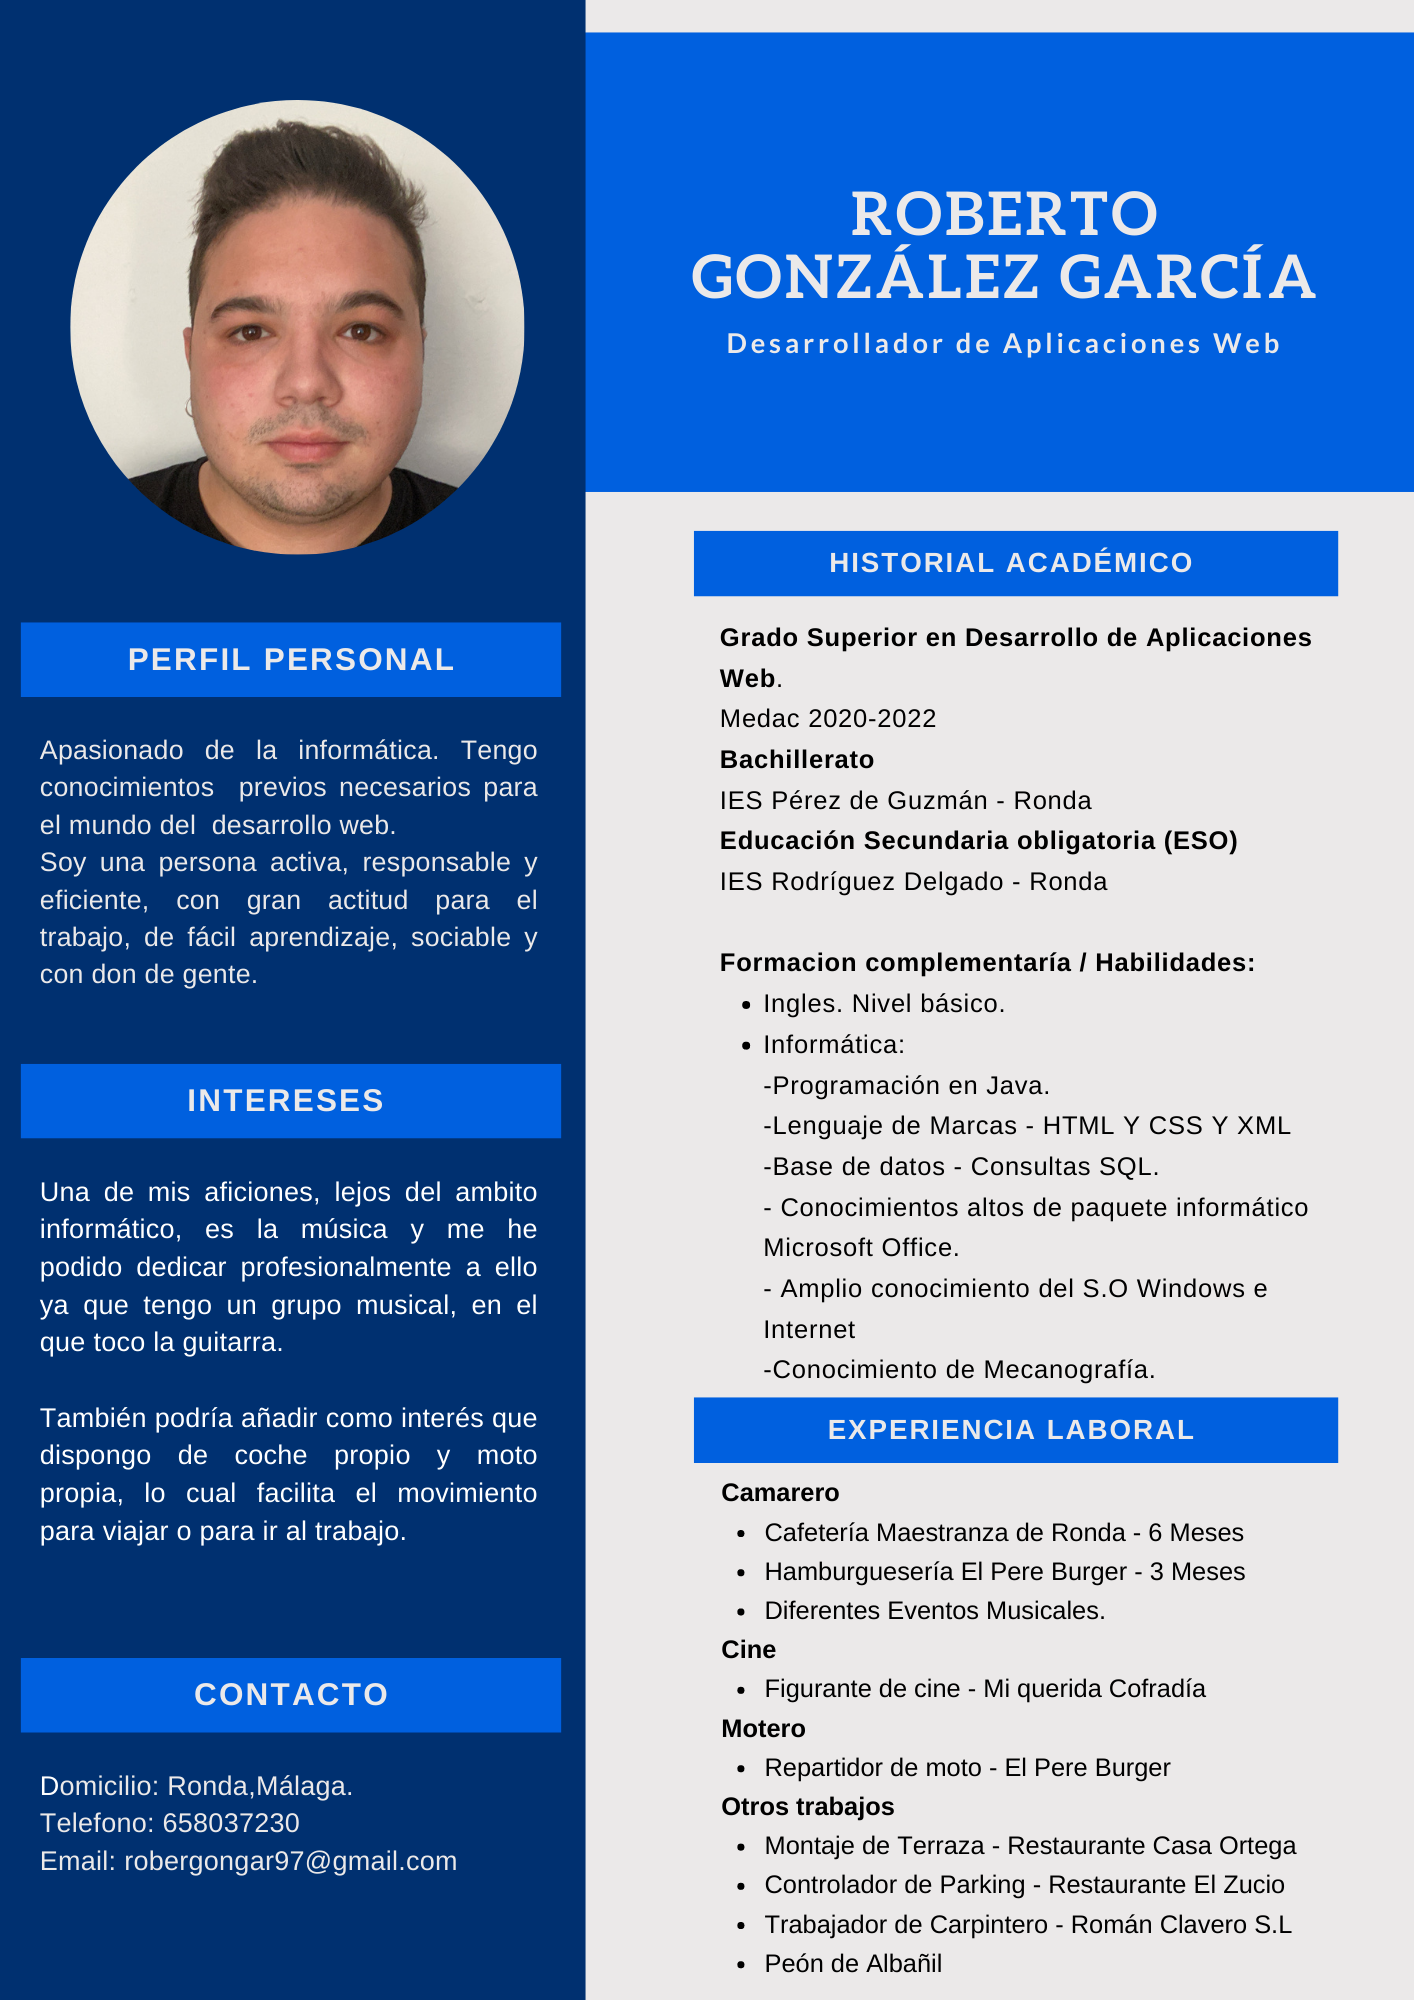 ROBERTO
GONZÁLEZ GARCÍA
Desarrollador de Aplicaciones Web
PERFIL PERSONAL
Apasionado de la informática. Tengo
conocimientos previos necesarios para
el mundo del desarrollo web.
Soy una persona activa, responsable y
eficiente, con gran actitud para el
trabajo, de fácil aprendizaje, sociable y
con don de gente.
INTERESES
Una de mis aficiones, lejos del ambito
informático, es la música y me he
podido dedicar profesionalmente a ello
ya que tengo un grupo musical, en el
que toco la guitarra.
También podría añadir como interés que
dispongo de coche propio y moto
propia, lo cual facilita el movimiento
para viajar o para ir al trabajo.
CONTACTO
Domicilio: Ronda,Málaga.
Telefono: 658037230
Email: robergongar97@gmail.com
HISTORIAL ACADÉMICO
Grado Superior en Desarrollo de Aplicaciones
Web.
Medac 2020-2022
Bachillerato
IES Pérez de Guzmán - Ronda
Educación Secundaria obligatoria (ESO)
IES Rodríguez Delgado - Ronda
Formacion complementaría / Habilidades:
• Ingles. Nivel básico.
• Informática:
-Programación en Java.
-Lenguaje de Marcas - HTML Y CSS Y XML
-Base de datos - Consultas SQL.
- Conocimientos altos de paquete informático
Microsoft Office.
- Amplio conocimiento del S.O Windows e
Internet
-Conocimiento de Mecanografía.
EXPERIENCIA LABORAL
Camarero
• Cafetería Maestranza de Ronda - 6 Meses
• Hamburguesería El Pere Burger - 3 Meses
• Diferentes Eventos Musicales.
Cine
• Figurante de cine - Mi querida Cofradía
Motero
• Repartidor de moto - El Pere Burger
Otros trabajos
• Montaje de Terraza - Restaurante Casa Ortega
• Controlador de Parking - Restaurante El Zucio
• Trabajador de Carpintero - Román Clavero S.L
• Peón de Albañil